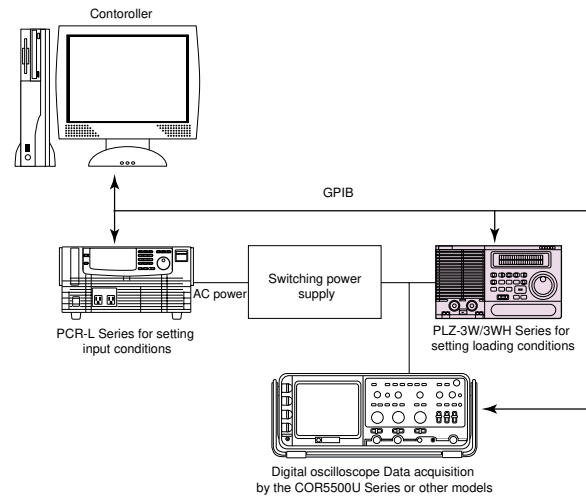 Contoroller
GPIB
AC power
Switching power
supply
PCR-L Series for setting
input conditions
PLZ-3W/3WH Series for
setting loading conditions
Digital oscilloscope Data acquisition
by the COR5500U Series or other models